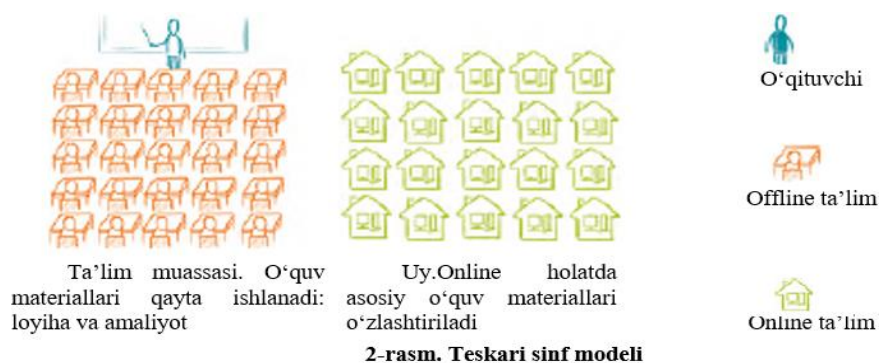 O‘qituvchi
Offline ta’lim
Ta’lim muassasi. O‘quv
materiallari qayta ishlanadi:
loyiha va amaliyot
Uy.Online holatda
asosiy o‘quv materiallari
o‘zlashtiriladi
Online ta’lim
2-rasm. Teskari sinf modeli